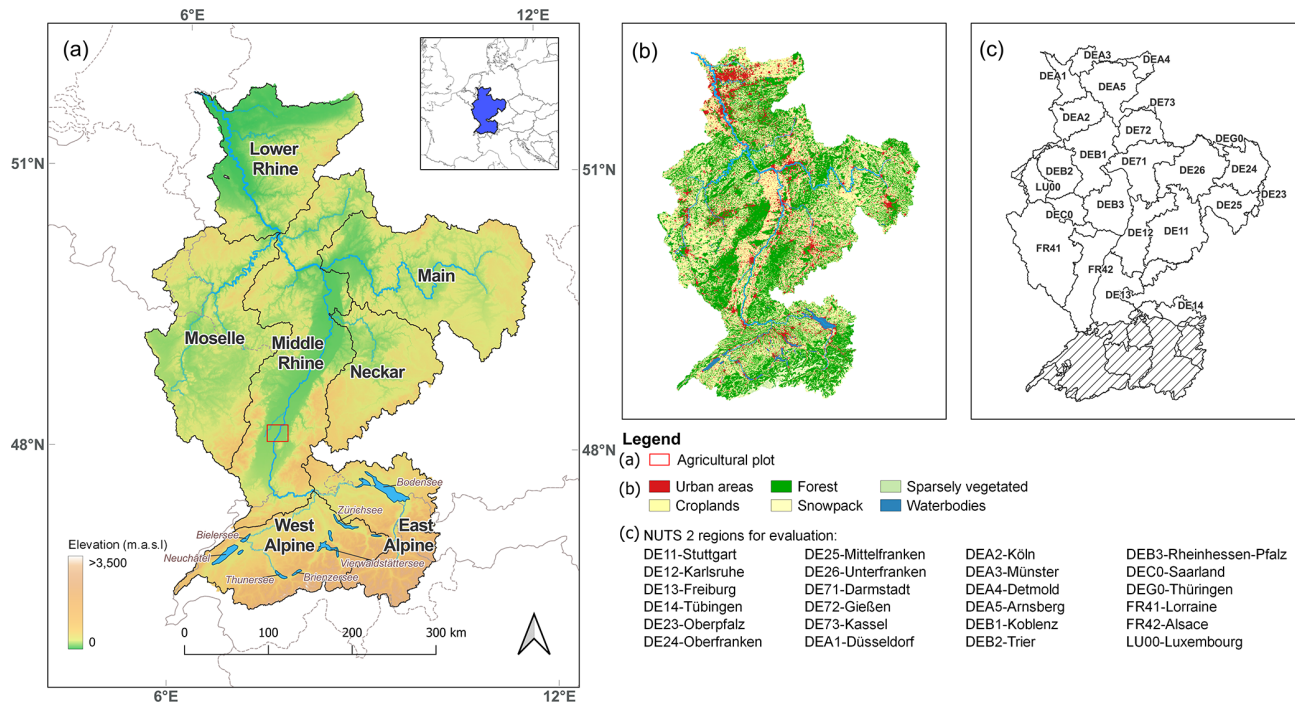 6°E
12°E
(a)
51°N
51°N
Lower
Rhine
Main
Moselle
Middle
Rhine
Neckar
48°N
48°N
Bodensee
Zürichsee
West
Alpine
East
Alpine
Bielersee
Neuchâtel
Vierwaldstättersee
Thunersee
Brienzersee
Elevation (m.a.s.l)
>3,500
0
0
100
200
300 km
6°E
12°E
(b)
(c)
DEA3
DEA4
DEA1
DEA5
DE73
DEA2
DE72
DEG0
DEB1
DE71
DEB2
DE26
DE24
LU00
DE23
DEB3
DE25
DEC0
DE12
DE11
FR41
FR42
DE13
DE14
Legend
(a) Agricultural plot
(b) Urban areas Forest Sparsely vegetated
Croplands Snowpack Waterbodies
(c) NUTS 2 regions for evaluation:
DE11-Stuttgart DE25-Mittelfranken DEA2-Köln DEB3-Rheinhessen-Pfalz
DE12-Karlsruhe DE26-Unterfranken DEA3-Münster DEC0-Saarland
DE13-Freiburg DE71-Darmstadt DEA4-Detmold DEG0-Thüringen
DE14-Tübingen DE72-Gießen DEA5-Arnsberg FR41-Lorraine
DE23-Oberpfalz DE73-Kassel DEB1-Koblenz FR42-Alsace
DE24-Oberfranken DEA1-Düsseldorf DEB2-Trier LU00-Luxembourg